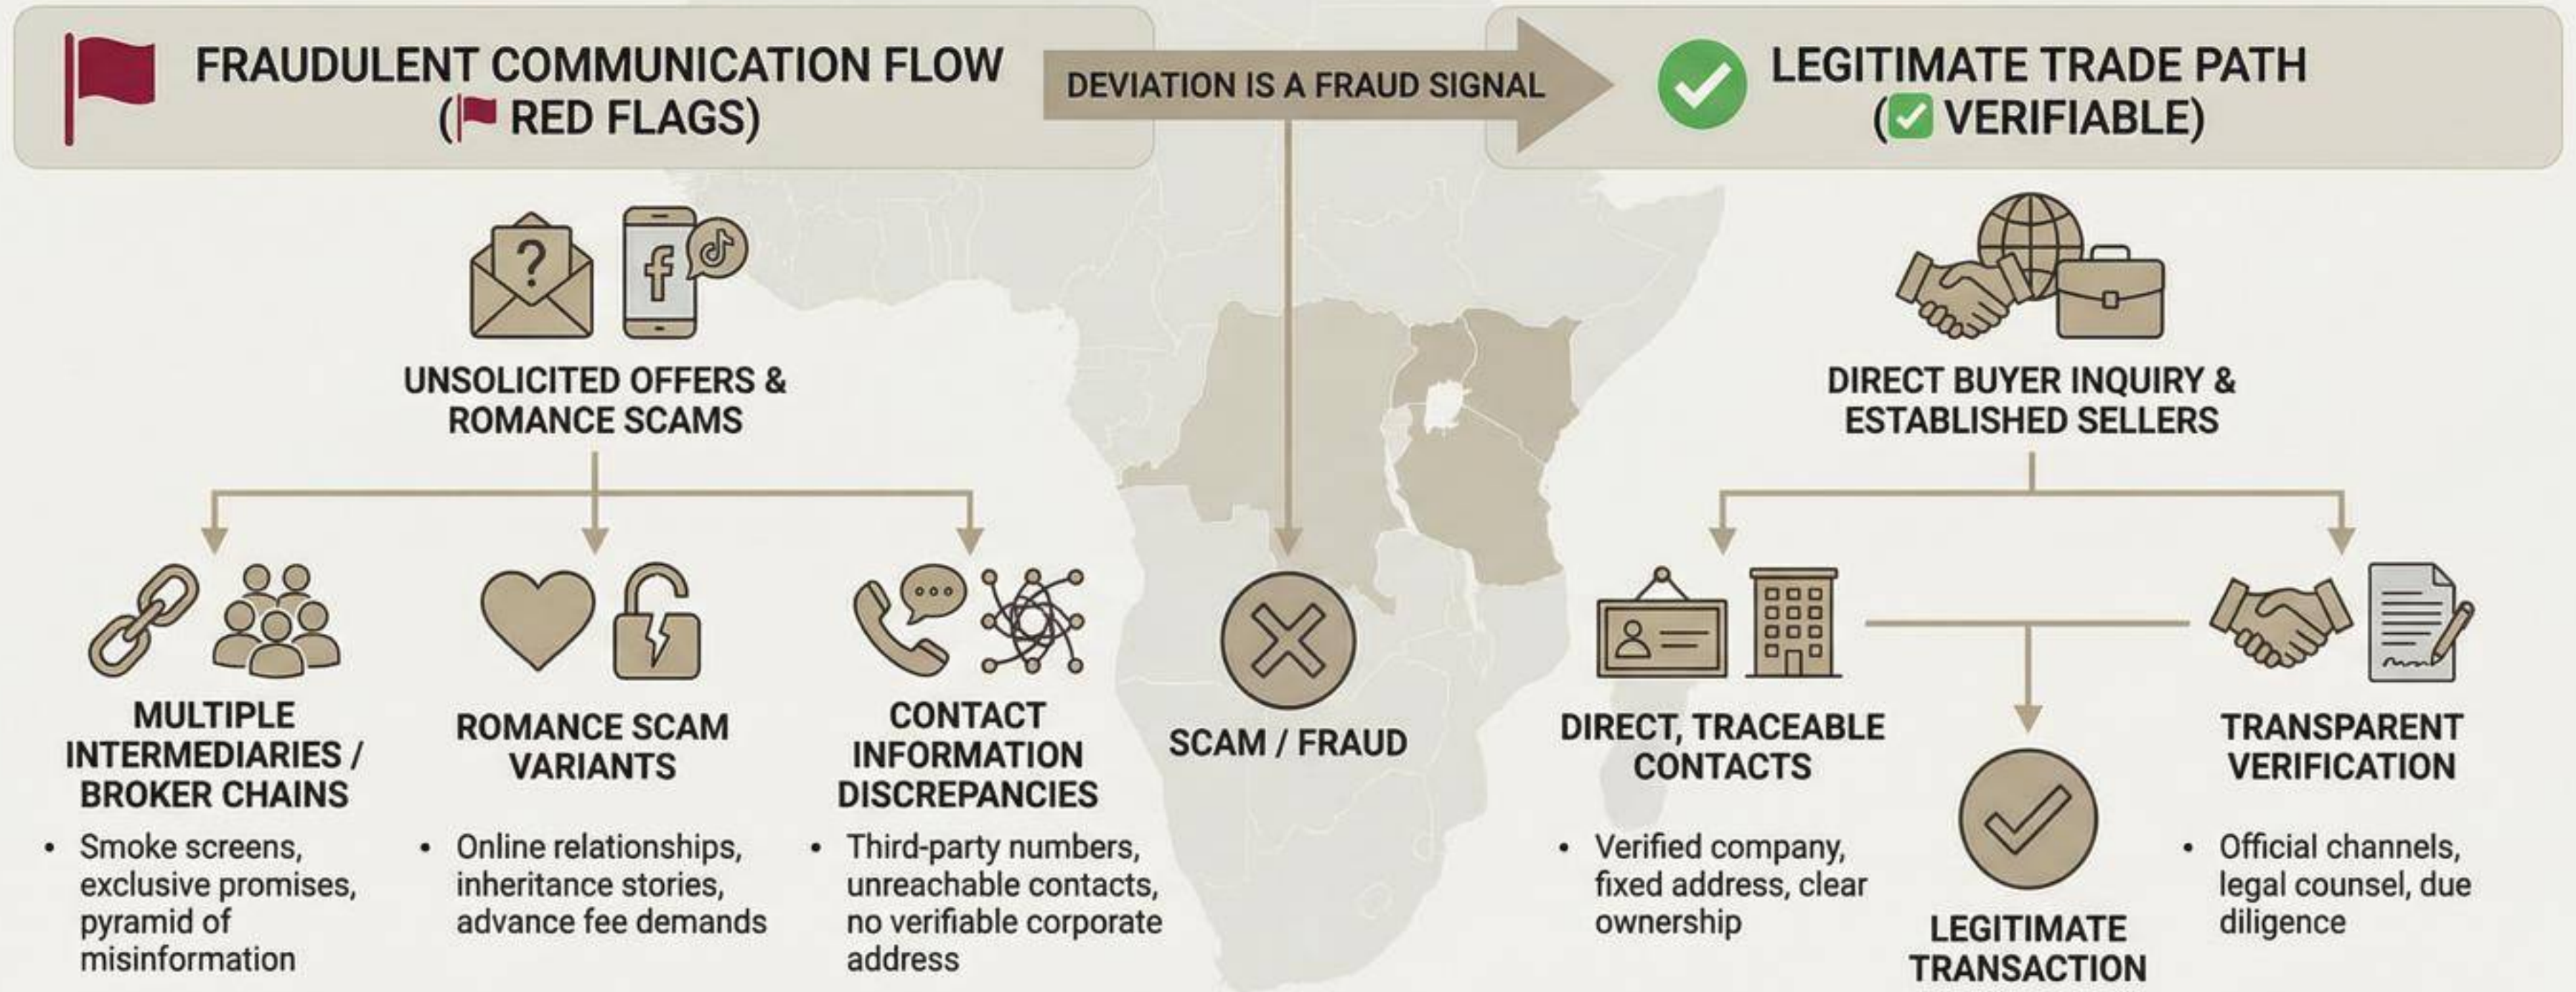 FRAUDULENT COMMUNICATION FLOW
(RED FLAGS)
DEVIATION IS A FRAUD SIGNAL
LEGITIMATE TRADE PATH
(VERIFIABLE)
?
f
UNSOLICITED OFFERS &
ROMANCE SCAMS
DIRECT BUYER INQUIRY &
ESTABLISHED SELLERS
MULTIPLE
INTERMEDIARIES /
BROKER CHAINS
• Smoke screens,
exclusive promises,
pyramid of
misinformation
ROMANCE SCAM
VARIANTS
• Online relationships,
inheritance stories,
advance fee demands
CONTACT
INFORMATION
DISCREPANCIES
• Third-party numbers,
unreachable contacts,
no verifiable corporate
address
SCAM / FRAUD
DIRECT, TRACEABLE
CONTACTS
• Verified company,
fixed address, clear
ownership
LEGITIMATE
TRANSACTION
TRANSPARENT
VERIFICATION
• Official channels,
legal counsel, due
diligence